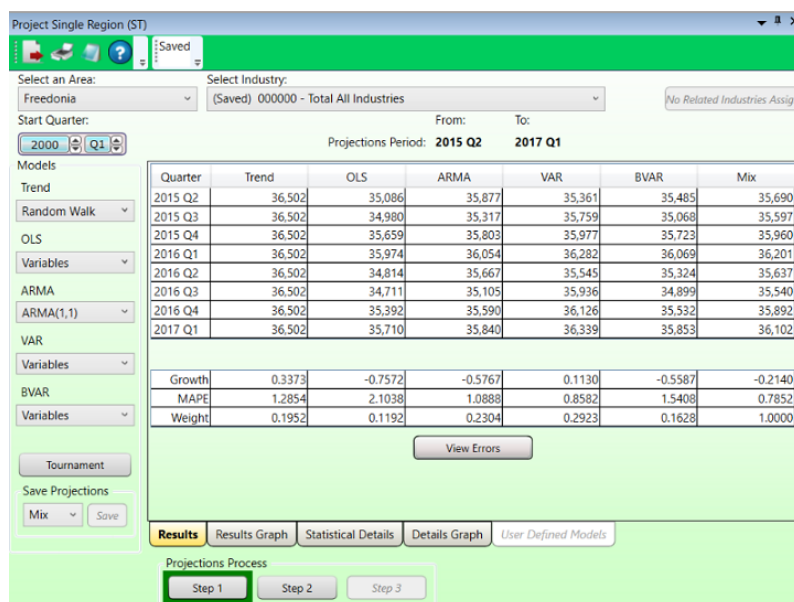 Project Single Region (ST)
Saved
Select an Area:
Select Industry:
Freedonia
(Saved) 000000 - Total All Industries
No Related Industries Assig
Start Quarter:
From:
To:
2000 Q1
Projections Period: 2015 Q2 2017 Q1
Models
Trend
Random Walk
OLS
Variables
ARMA
ARMA(1,1)
VAR
Variables
BVAR
Variables
Tournament
Save Projections
Mix Save
Quarter Trend OLS ARMA VAR BVAR Mix
2015 Q2 36,502 35,086 35,877 35,361 35,485 35,690
2015 Q3 36,502 34,980 35,317 35,759 35,068 35,597
2015 Q4 36,502 35,659 35,803 35,977 35,723 35,960
2016 Q1 36,502 35,974 36,054 36,282 36,069 36,201
2016 Q2 36,502 34,814 35,667 35,545 35,324 35,637
2016 Q3 36,502 34,711 35,105 35,936 34,899 35,540
2016 Q4 36,502 35,392 35,590 36,126 35,532 35,892
2017 Q1 36,502 35,710 35,840 36,339 35,853 36,102
Growth 0.3373 -0.7572 -0.5767 0.1130 -0.5587 -0.2140
MAPE 1.2854 2.1038 1.0888 0.8582 1.5408 0.7852
Weight 0.1952 0.1192 0.2304 0.2923 0.1628 1.0000
View Errors
Results Results Graph Statistical Details Details Graph User Defined Models
Projections Process
Step 1 Step 2 Step 3